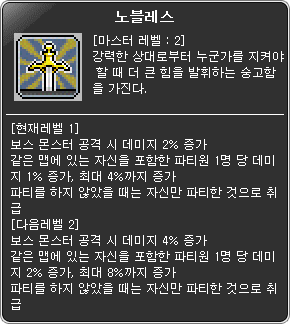 노블레스
[마스터 레벨 : 2]
강력한 상대로부터 누군가를 지켜야
할 때 더 큰 힘을 발휘하는 숭고함
을 가진다.
[현재레벨 1]
보스 몬스터 공격 시 데미지 2% 증가
같은 맵에 있는 자신을 포함한 파티원 1명 당 데미
지 1% 증가, 최대 4%까지 증가
파티를 하지 않았을 때는 자신만 파티한 것으로 취
급
[다음레벨 2]
보스 몬스터 공격 시 데미지 4% 증가
같은 맵에 있는 자신을 포함한 파티원 1명 당 데미
지 2% 증가, 최대 8%까지 증가
파티를 하지 않았을 때는 자신만 파티한 것으로 취
급